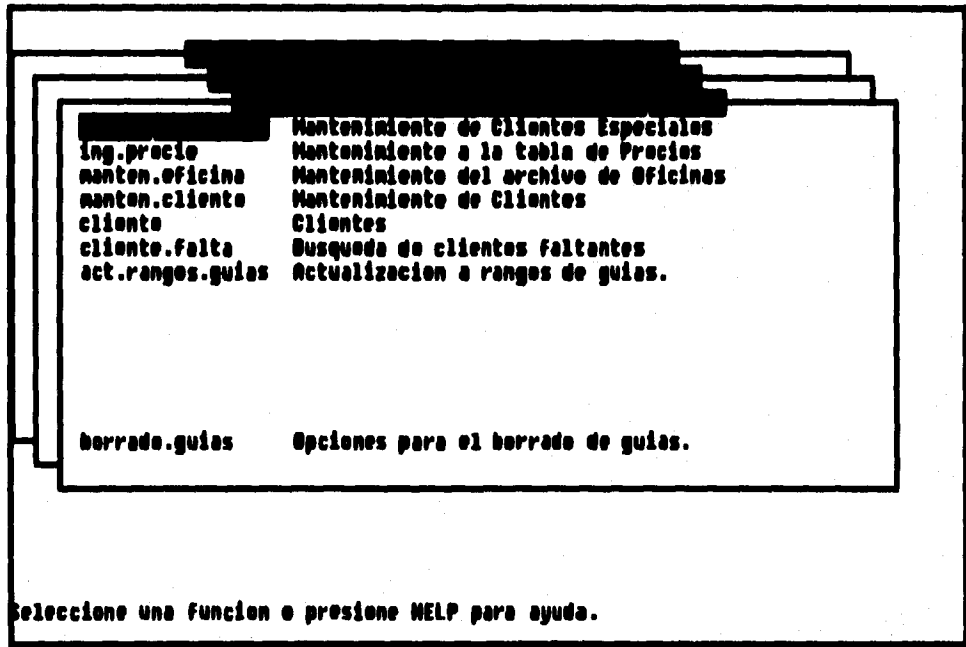 Mantenimiento de Clientes Especiales
ing.precio Mantenimiento a la tabla de Precios
manten.oficina Mantenimiento del archivo de Oficinas
manten.cliente Mantenimiento de Clientes
cliente Clientes
cliente.falta Busqueda de clientes faltantes
act.rangos.guias Actualizacion a rangos de guias.
borrado.guias Opciones para el borrado de guias.
Seleccione una funcion o presione HELP para ayuda.